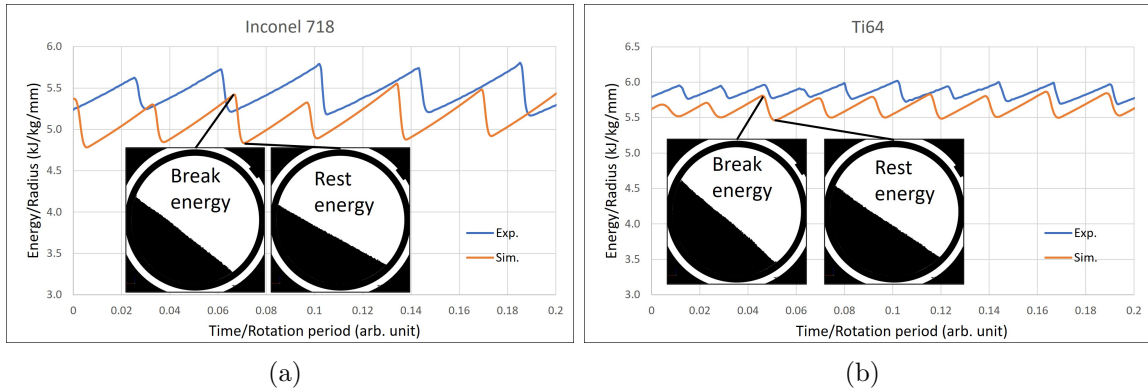 Inconel 718
Energy/Radius (kJ/kg/mm)
6.0
5.5
5.0
4.5
4.0
3.5
3.0
Break
energy
Rest
energy
Exp.
Sim.
0 0.02 0.04 0.06 0.08 0.1 0.12 0.14 0.16 0.18 0.2
Time/Rotation period (arb. unit)
(a)
Ti64
Energy/Radius (kJ/kg/mm)
6.5
6.0
5.5
5.0
4.5
4.0
3.5
3.0
Break
energy
Rest
energy
Exp.
Sim.
0 0.02 0.04 0.06 0.08 0.1 0.12 0.14 0.16 0.18 0.2
Time/Rotation period (arb. unit)
(b)